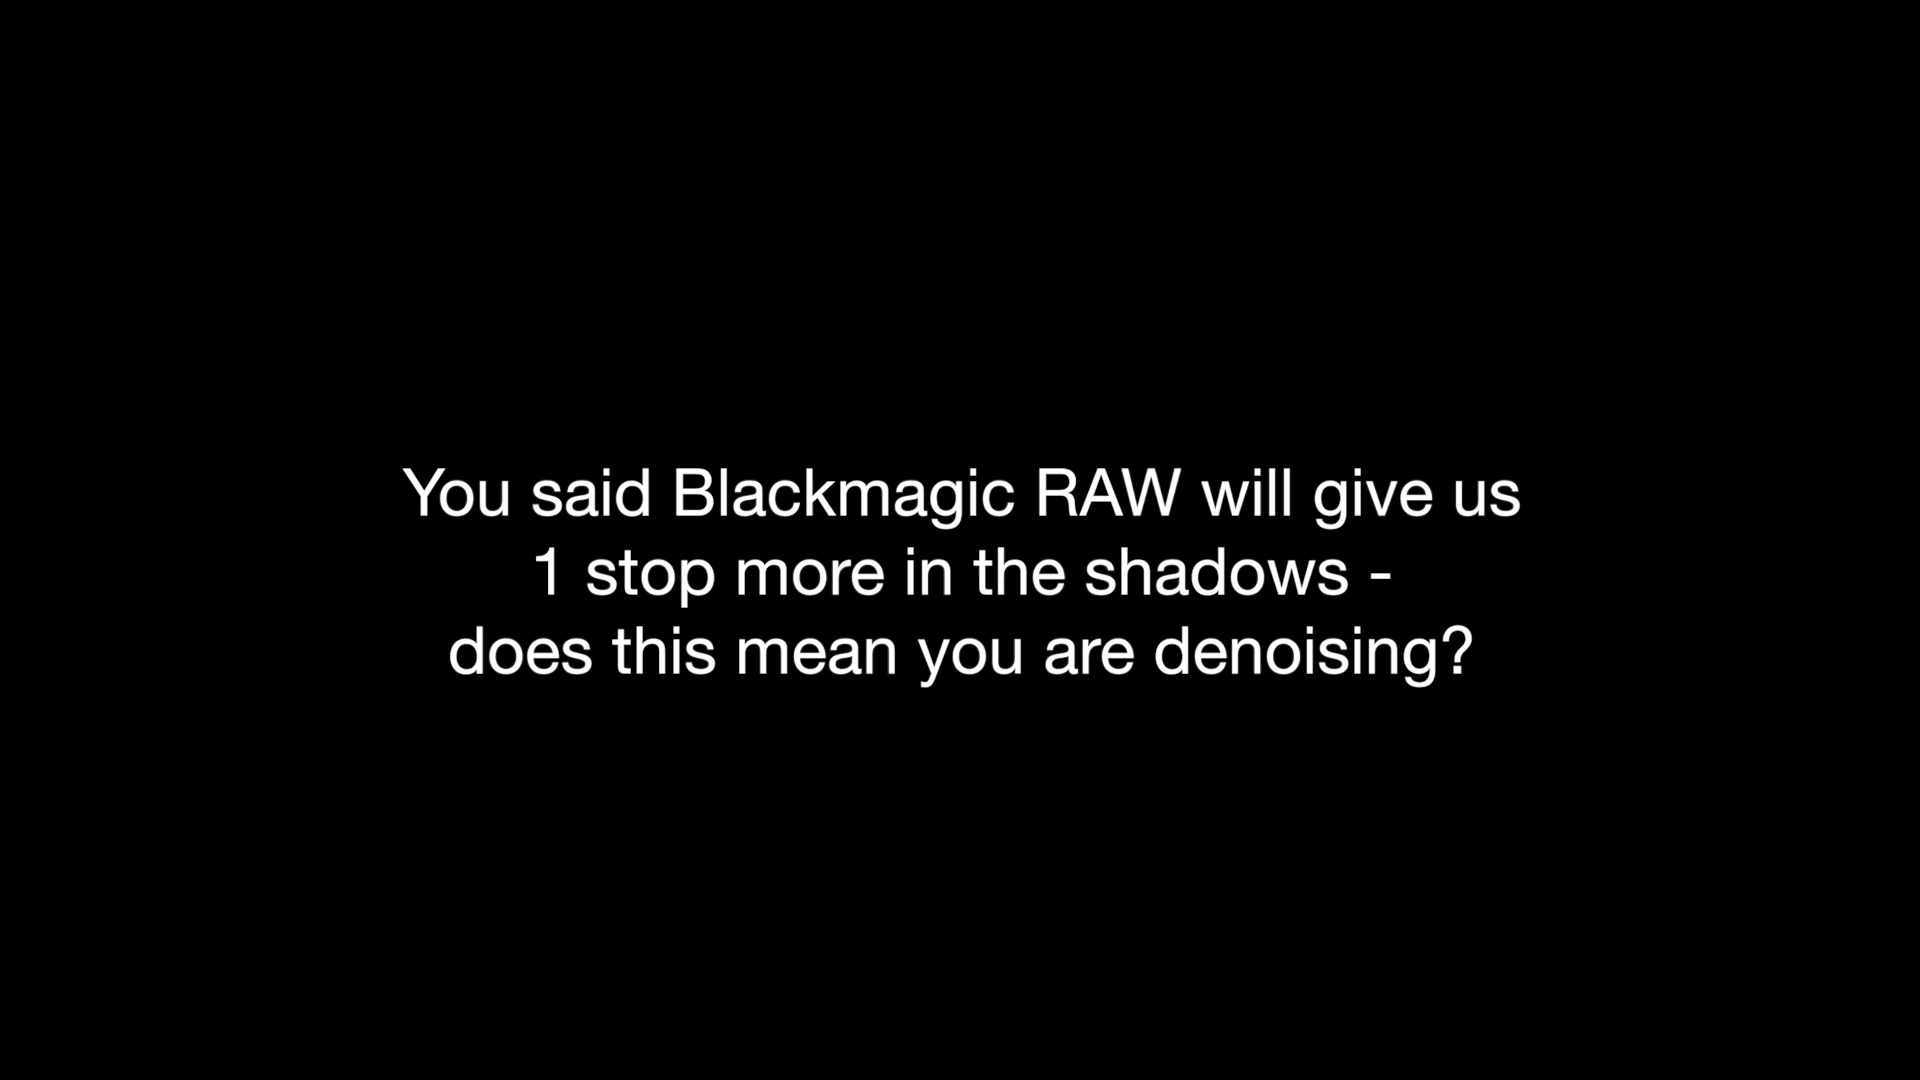 You said Blackmagic RAW will give us
1 stop more in the shadows -
does this mean you are denoising?